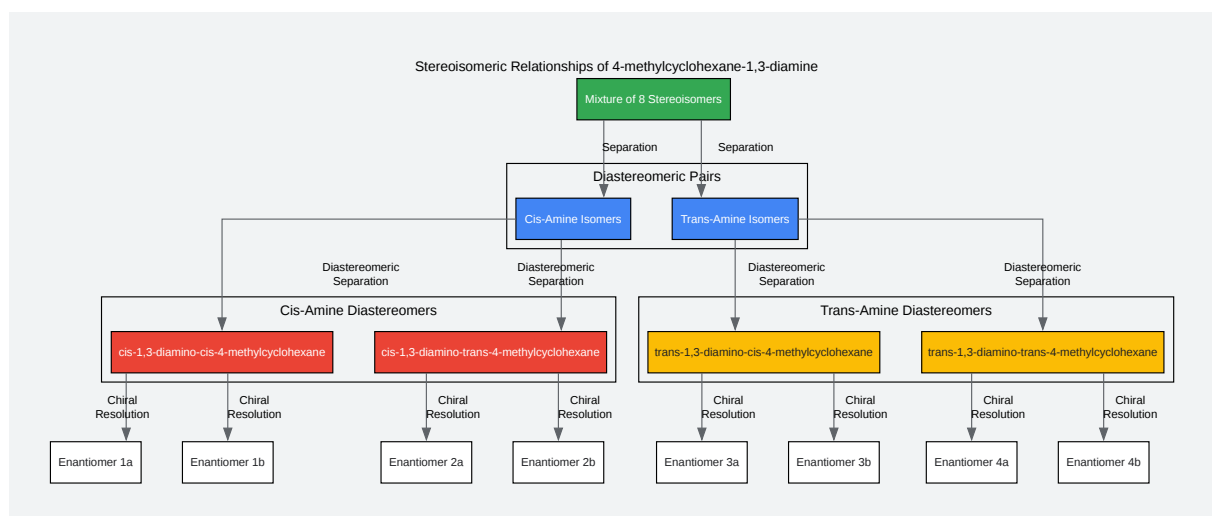 Stereoisomeric Relationships of 4-methylcyclohexane-1,3-diamine
Mixture of 8 Stereoisomers
Separation
Separation
Diastereomeric Pairs
Cis-Amine Isomers
Trans-Amine Isomers
Diastereomeric
Separation
Diastereomeric
Separation
Diastereomeric
Separation
Diastereomeric
Separation
Cis-Amine Diastereomers
Trans-Amine Diastereomers
cis-1,3-diamino-cis-4-methylcyclohexane
cis-1,3-diamino-trans-4-methylcyclohexane
trans-1,3-diamino-cis-4-methylcyclohexane
trans-1,3-diamino-trans-4-methylcyclohexane
Chiral
Resolution
Chiral
Resolution
Chiral
Resolution
Chiral
Resolution
Chiral
Resolution
Chiral
Resolution
Chiral
Resolution
Chiral
Resolution
Enantiomer 1a
Enantiomer 1b
Enantiomer 2a
Enantiomer 2b
Enantiomer 3a
Enantiomer 3b
Enantiomer 4a
Enantiomer 4b